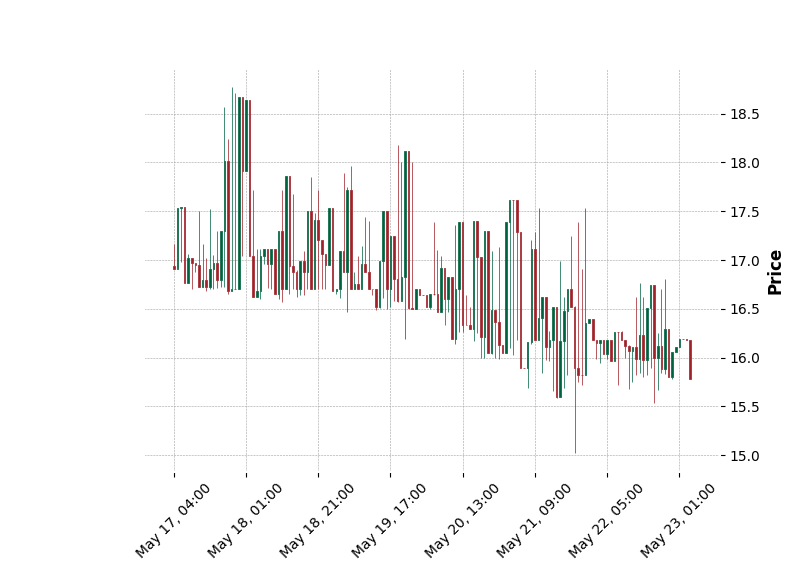 18.5
18.0
17.5
17.0
16.5
16.0
15.5
15.0
Price
May 17, 04:00
May 18, 01:00
May 18, 21:00
May 19, 17:00
May 20, 13:00
May 21, 09:00
May 22, 05:00
May 23, 01:00